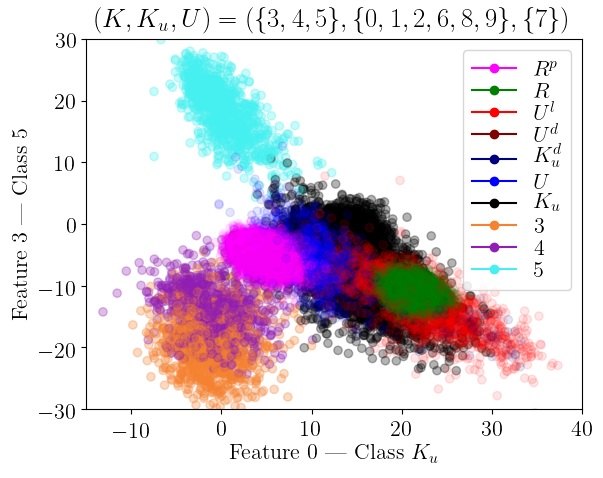 (K, K_u, U) = ({3, 4, 5}, {0, 1, 2, 6, 8, 9}, {7})
30
20
10
0
−10
−20
−30
Feature 3 — Class 5
R^p
R
U^l
U^d
K_u^d
U
K_u
3
4
5
−10
0
10
20
30
40
Feature 0 — Class K_u